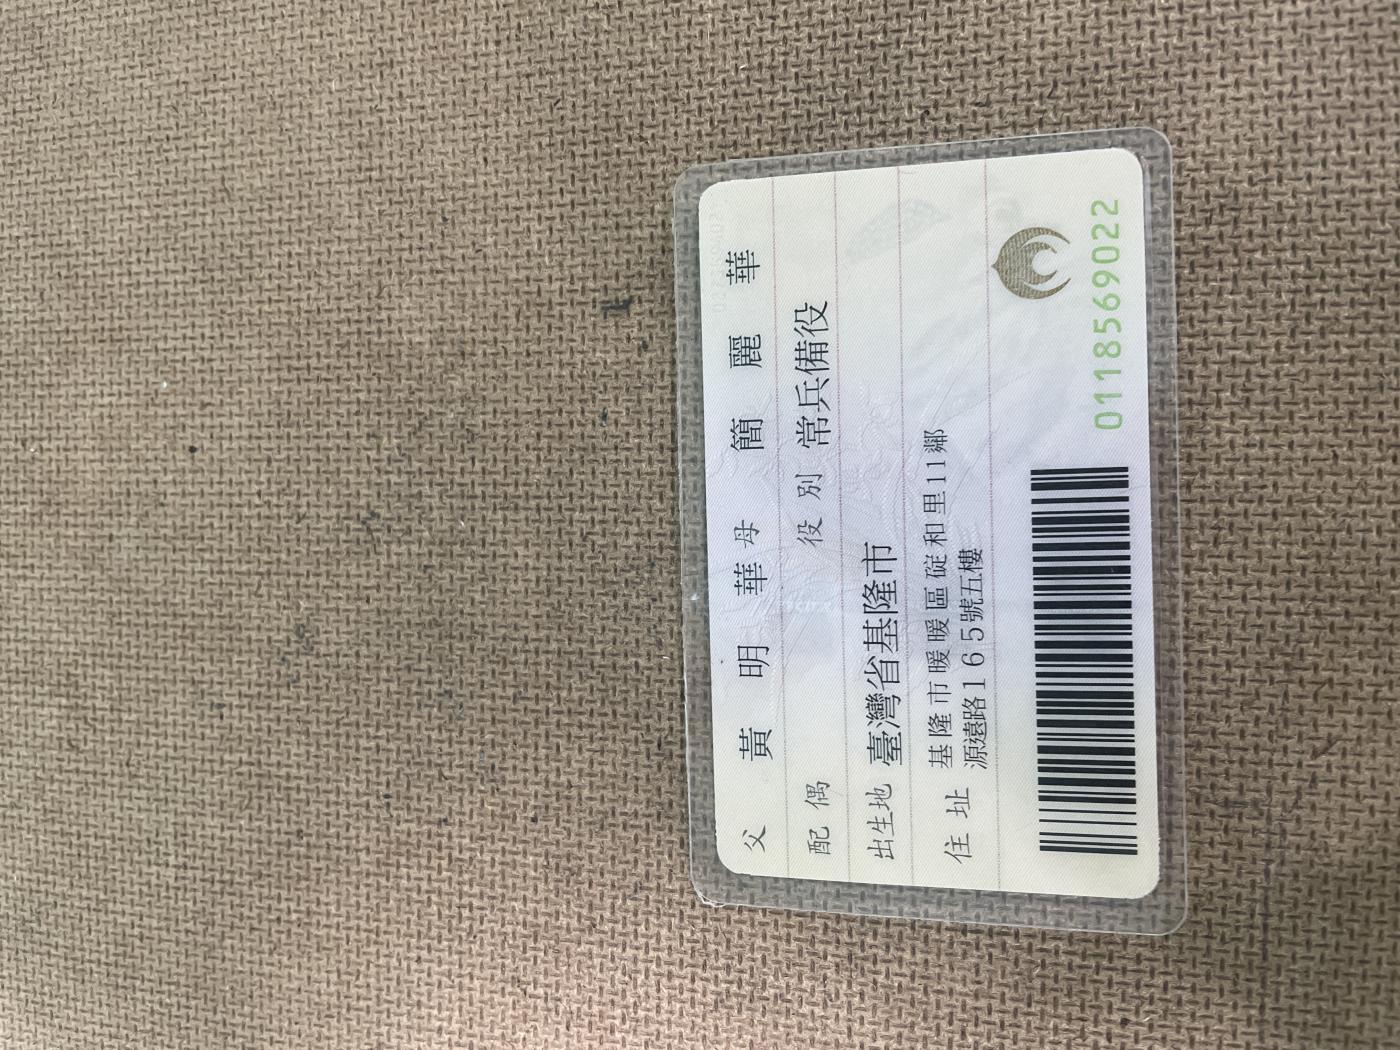 父 黃 明 華 母 簡 麗 華
配偶 役別 常兵備役
出生地 臺灣省基隆市
住址 基隆市暖暖區碇和里11鄰
源遠路165號五樓
0118569022